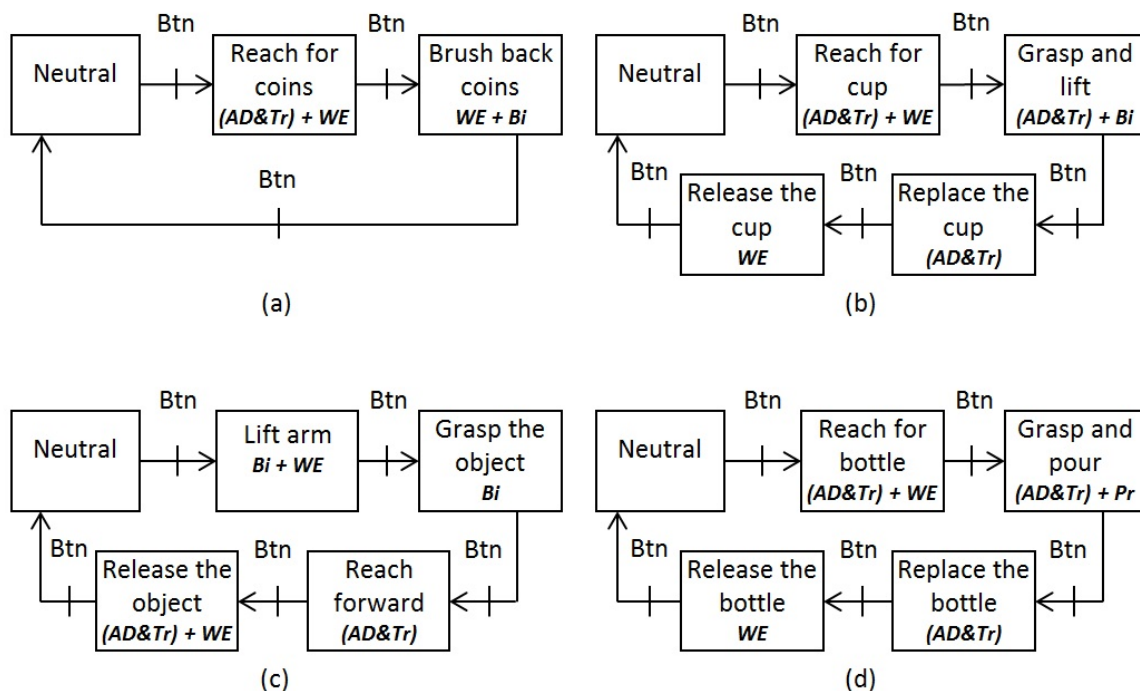 Btn
Btn
Neutral
Reach for
coins
(AD&Tr) + WE
Brush back
coins
WE + Bi
Btn
(a)
Btn
Btn
Neutral
Reach for
cup
(AD&Tr) + WE
Grasp and
lift
(AD&Tr) + Bi
Btn
Btn
Btn
Release the
cup
WE
Replace the
cup
(AD&Tr)
(b)
Btn
Btn
Neutral
Lift arm
Bi + WE
Grasp the
object
Bi
Btn
Btn
Btn
Release the
object
(AD&Tr) + WE
Reach
forward
(AD&Tr)
(c)
Btn
Btn
Neutral
Reach for
bottle
(AD&Tr) + WE
Grasp and
pour
(AD&Tr) + Pr
Btn
Btn
Btn
Release the
bottle
WE
Replace the
bottle
(AD&Tr)
(d)